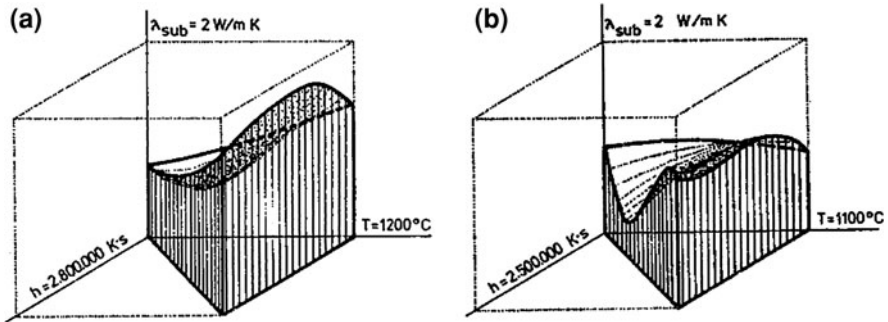 (a)
λsub = 2 W/m K
T=1200°C
h=2.800.000 K·s
(b)
λsub = 2 W/m K
T=1100°C
h=2.500.000 K·s